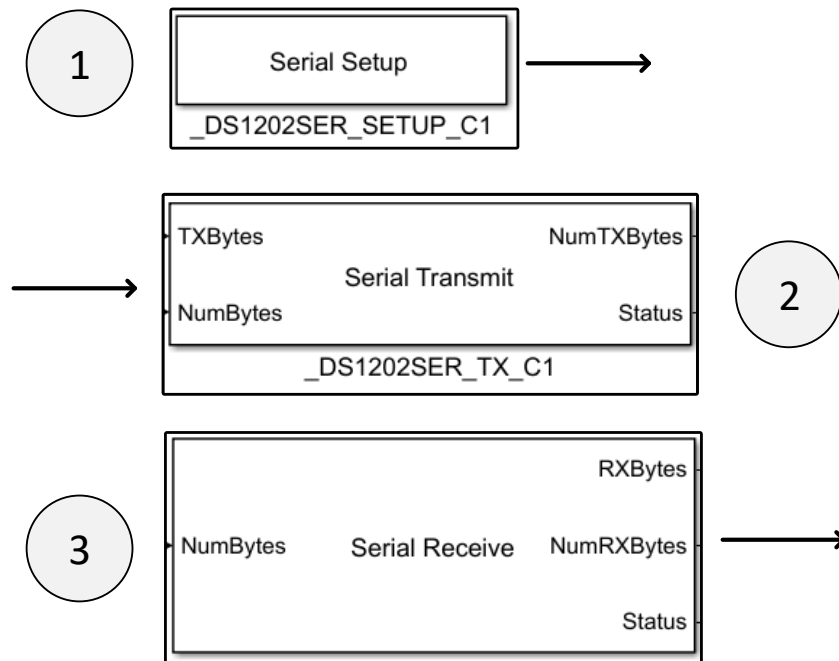 1
Serial Setup
_DS1202SER_SETUP_C1
TXBytes
NumTXBytes
Serial Transmit
NumBytes
Status
2
_DS1202SER_TX_C1
RXBytes
3
NumBytes
Serial Receive
NumRXBytes
Status